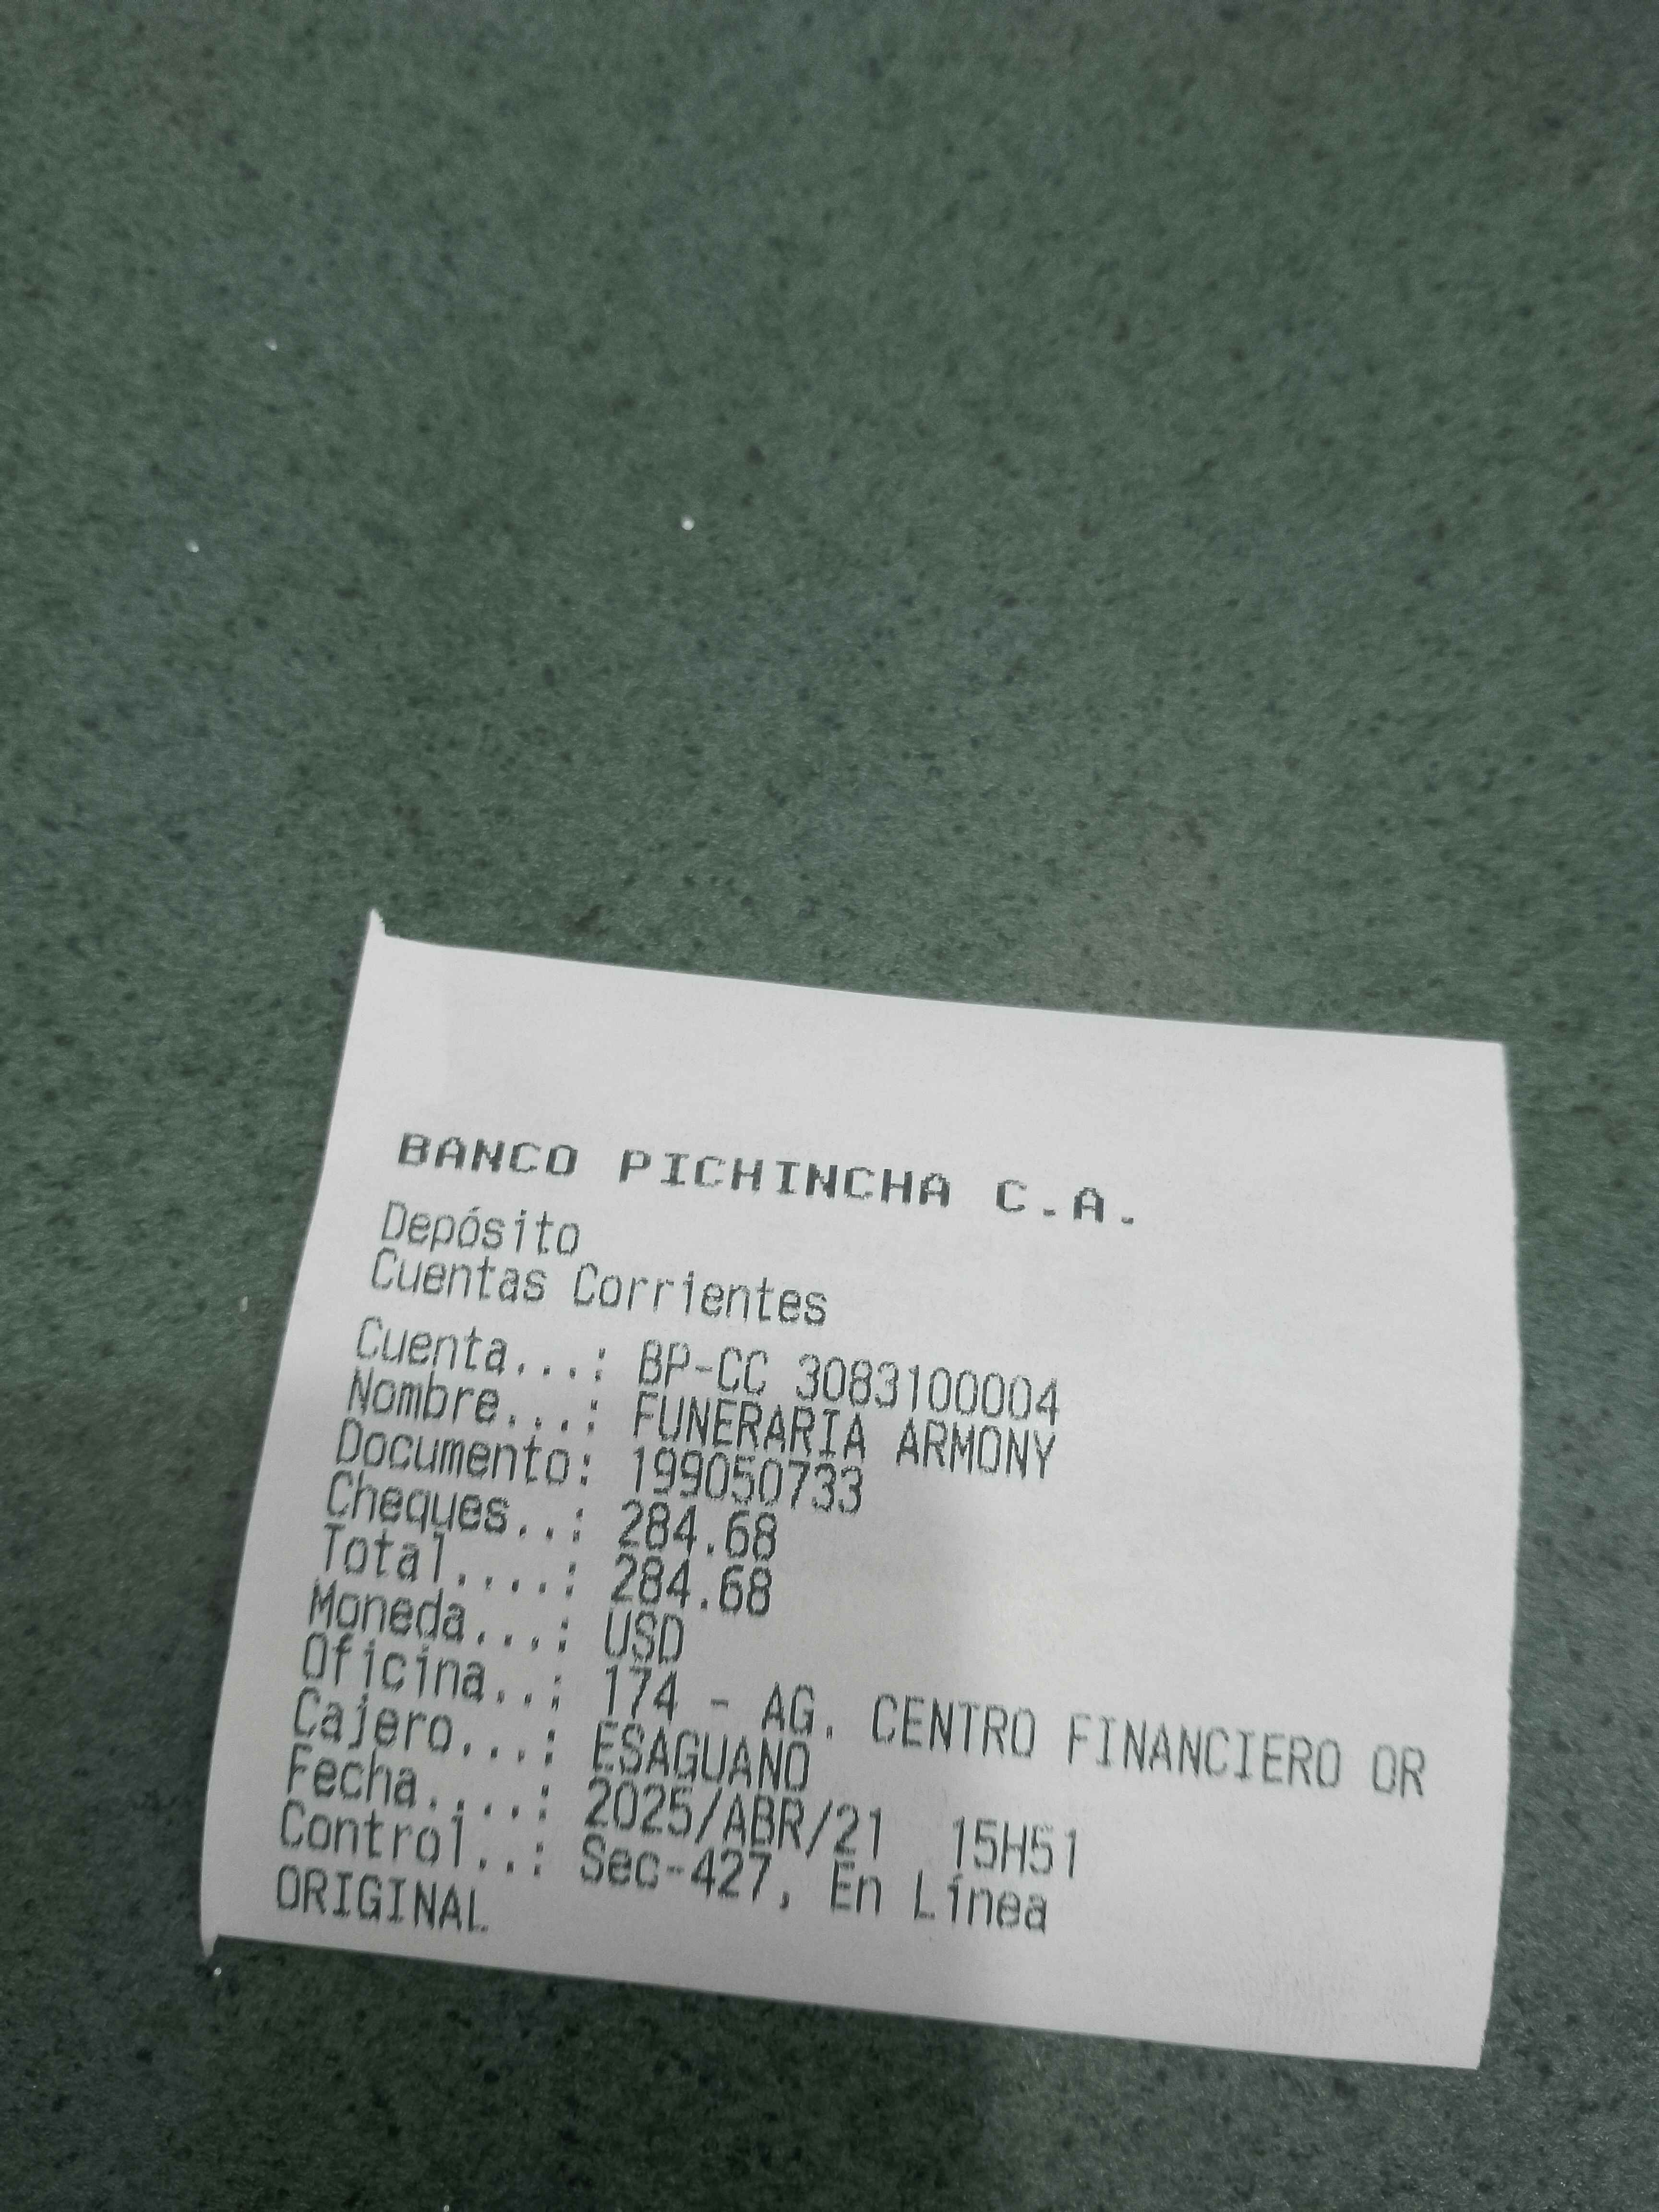 BANCO PICHINCHA C.A.
Depósito
Cuentas Corrientes
Cuenta...: BP-CC 3083100004
Nombre...: FUNERARIA ARMONY
Documento: 199050733
Cheques..: 284.68
Total....: 284.68
Moneda...: USD
Oficina..: 174 - AG. CENTRO FINANCIERO OR
Cajero...: ESAGUANO
Fecha....: 2025/ABR/21 15H51
Control..: Sec-427, En Línea
ORIGINAL